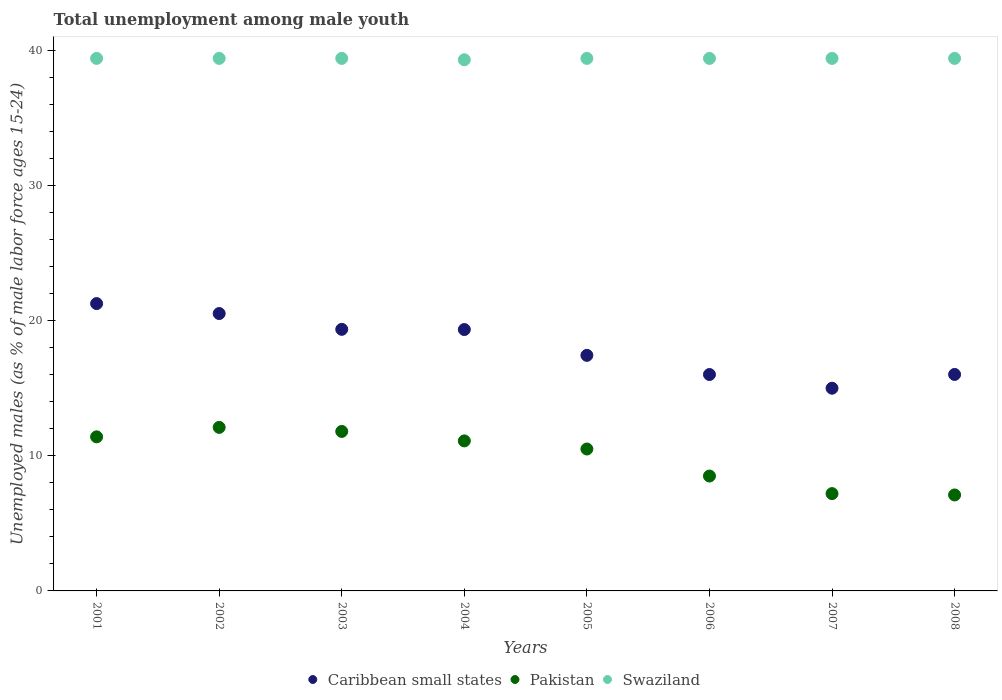 Total unemployment among male youth
Unemployed males (as % of male labor force ages 15-24)
40
30
20
10
0
2001 2002 2003 2004 2005 2006 2007 2008
Years
Caribbean small states Pakistan Swaziland